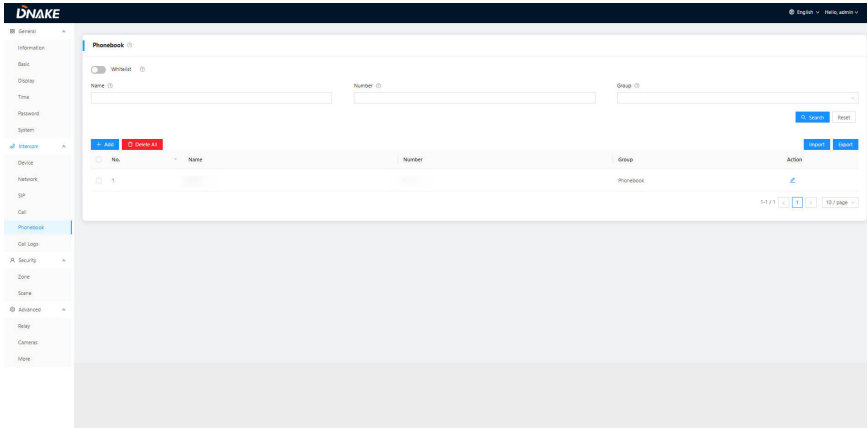 DNAKE
English
Hello, admin
General
Information
Basic
Display
Time
Password
System
Intercom
Device
Network
SIP
Call
Phonebook
Call Logs
Security
Zone
Scene
Advanced
Relay
Cameras
More
Phonebook
Whitelist
Name
Number
Group
Search
Reset
+ Add
Delete All
Import
Export
No.
Name
Number
Group
Action
1
Phonebook
1-1 / 1
<
1
>
10 / page